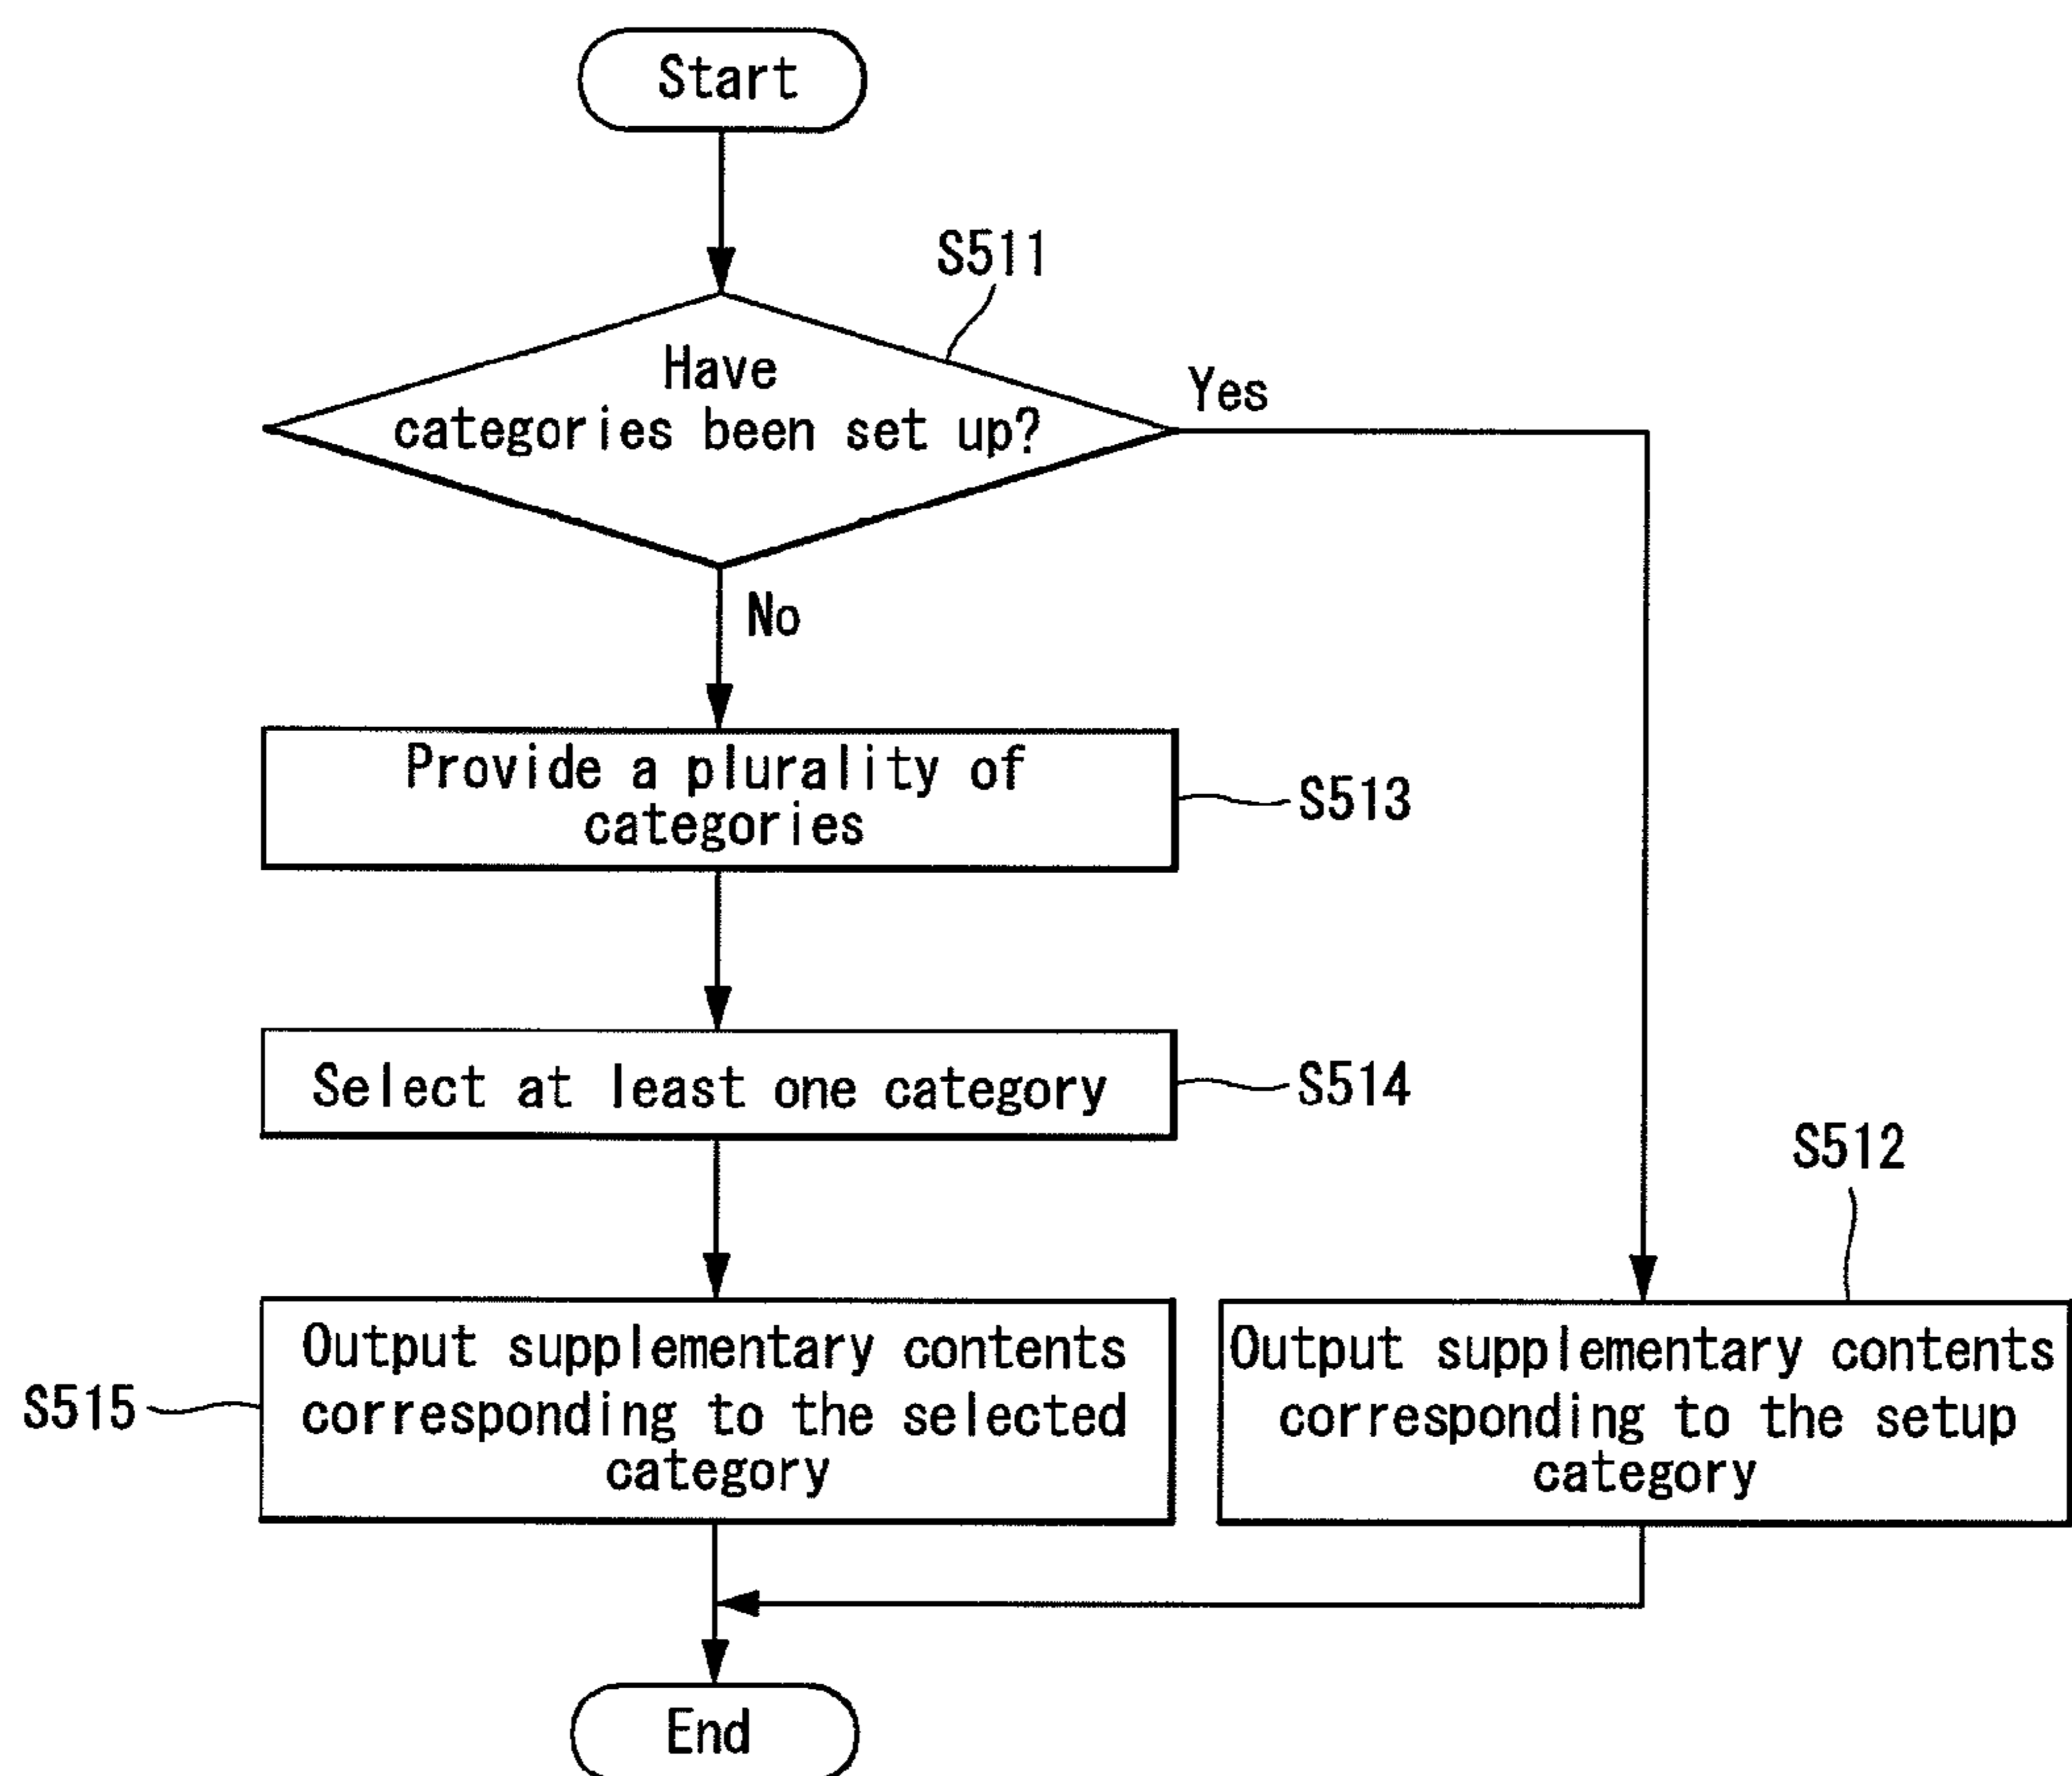 Start
S511
Have
categories been set up?
Yes
No
Provide a plurality of
categories
S513
Select at least one category
S514
S512
Output supplementary contents
corresponding to the selected
category
S515
Output supplementary contents
corresponding to the setup
category
End